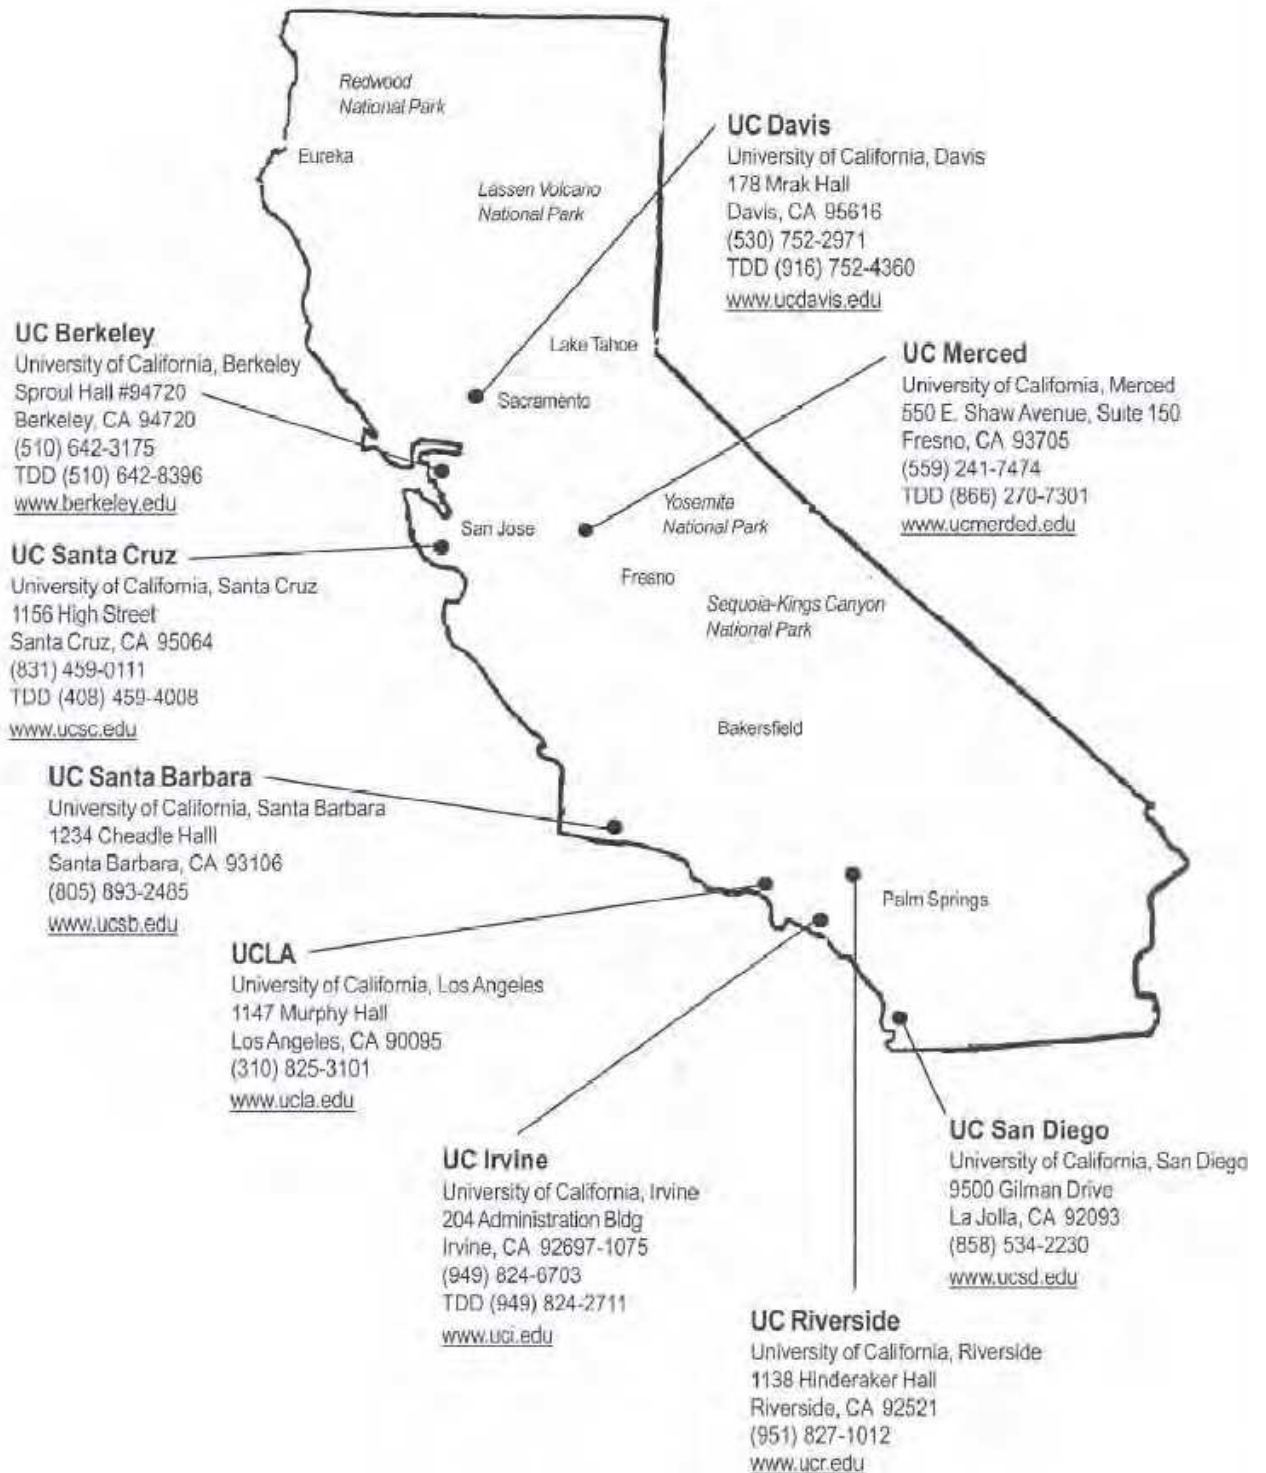 Redwood
National Park
Eureka
Lassen Volcano
National Park
UC Davis
University of California, Davis
178 Mrak Hall
Davis, CA 95616
(530) 752-2971
TDD (916) 752-4360
www.ucdavis.edu
Lake Tahoe
Sacramento
UC Berkeley
University of California, Berkeley
Sproul Hall #94720
Berkeley, CA 94720
(510) 642-3175
TDD (510) 642-8396
www.berkeley.edu
UC Merced
University of California, Merced
550 E. Shaw Avenue, Suite 150
Fresno, CA 93705
(559) 241-7474
TDD (866) 270-7301
www.ucmerded.edu
Yosemite
National Park
San Jose
Fresno
Sequoia-Kings Canyon
National Park
UC Santa Cruz
University of California, Santa Cruz
1156 High Street
Santa Cruz, CA 95064
(831) 459-0111
TDD (408) 459-4008
www.ucsc.edu
Bakersfield
UC Santa Barbara
University of California, Santa Barbara
1234 Cheadle Halll
Santa Barbara, CA 93106
(805) 893-2485
www.ucsb.edu
Palm Springs
UCLA
University of California, Los Angeles
1147 Murphy Hall
Los Angeles, CA 90095
(310) 825-3101
www.ucla.edu
UC Irvine
University of California, Irvine
204 Administration Bldg
Irvine, CA 92697-1075
(949) 824-6703
TDD (949) 824-2711
www.uci.edu
UC San Diego
University of California, San Diego
9500 Gilman Drive
La Jolla, CA 92093
(858) 534-2230
www.ucsd.edu
UC Riverside
University of California, Riverside
1138 Hinderaker Hall
Riverside, CA 92521
(951) 827-1012
www.ucr.edu